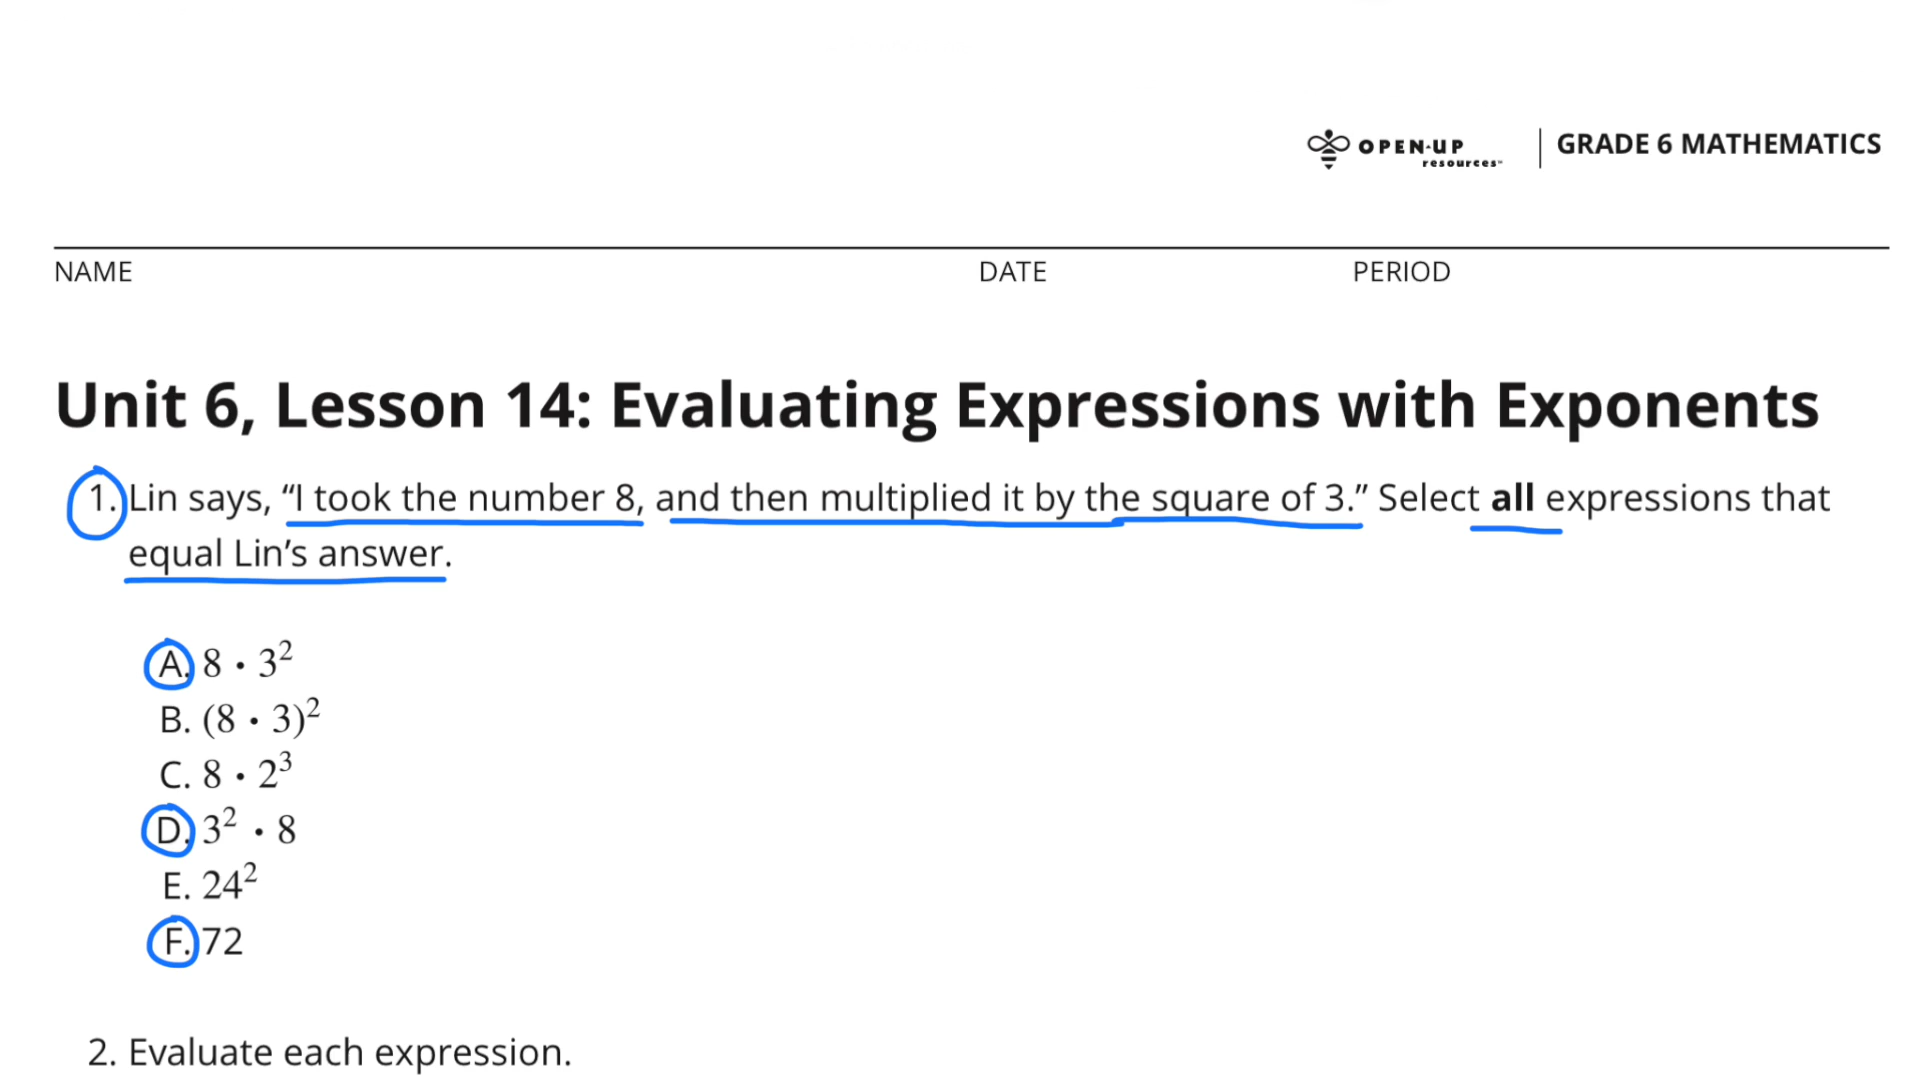 OPEN-UP
resources™
GRADE 6 MATHEMATICS
NAME DATE PERIOD
Unit 6, Lesson 14: Evaluating Expressions with Exponents
1. Lin says, “I took the number 8, and then multiplied it by the square of 3.” Select all expressions that
equal Lin’s answer.
A. 8 · 3²
B. (8 · 3)²
C. 8 · 2³
D. 3² · 8
E. 24²
F. 72
2. Evaluate each expression.